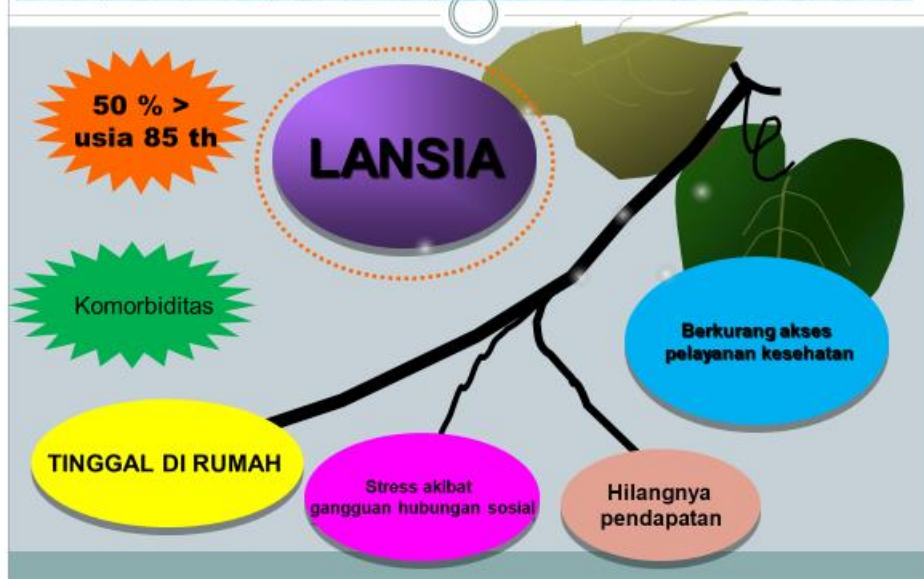 50 % >
usia 85 th
LANSIA
Komorbiditas
Berkurang akses
pelayanan kesehatan
TINGGAL DI RUMAH
Stress akibat
gangguan hubungan sosial
Hilangnya
pendapatan